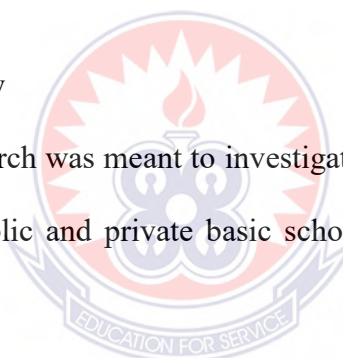 rch was meant to investigat
lic and private basic scho
EDUCATION FOR SERVICE